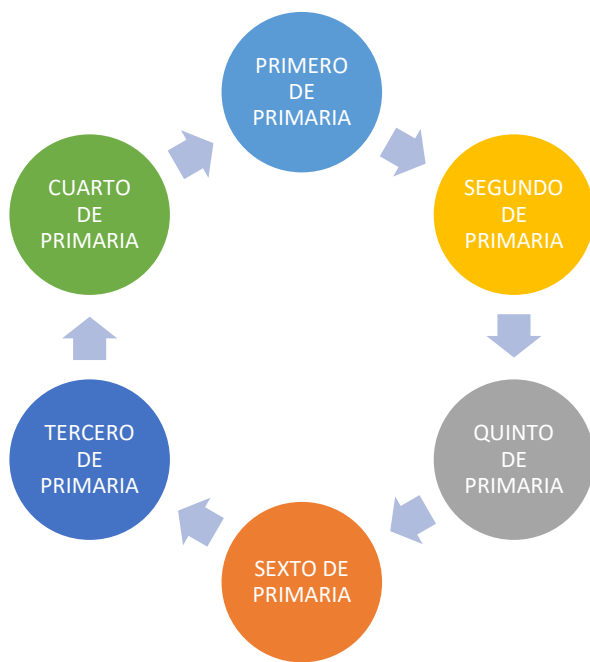 PRIMERO
DE
PRIMARIA
SEGUNDO
DE
PRIMARIA
QUINTO
DE
PRIMARIA
SEXTO DE
PRIMARIA
TERCERO
DE
PRIMARIA
CUARTO
DE
PRIMARIA